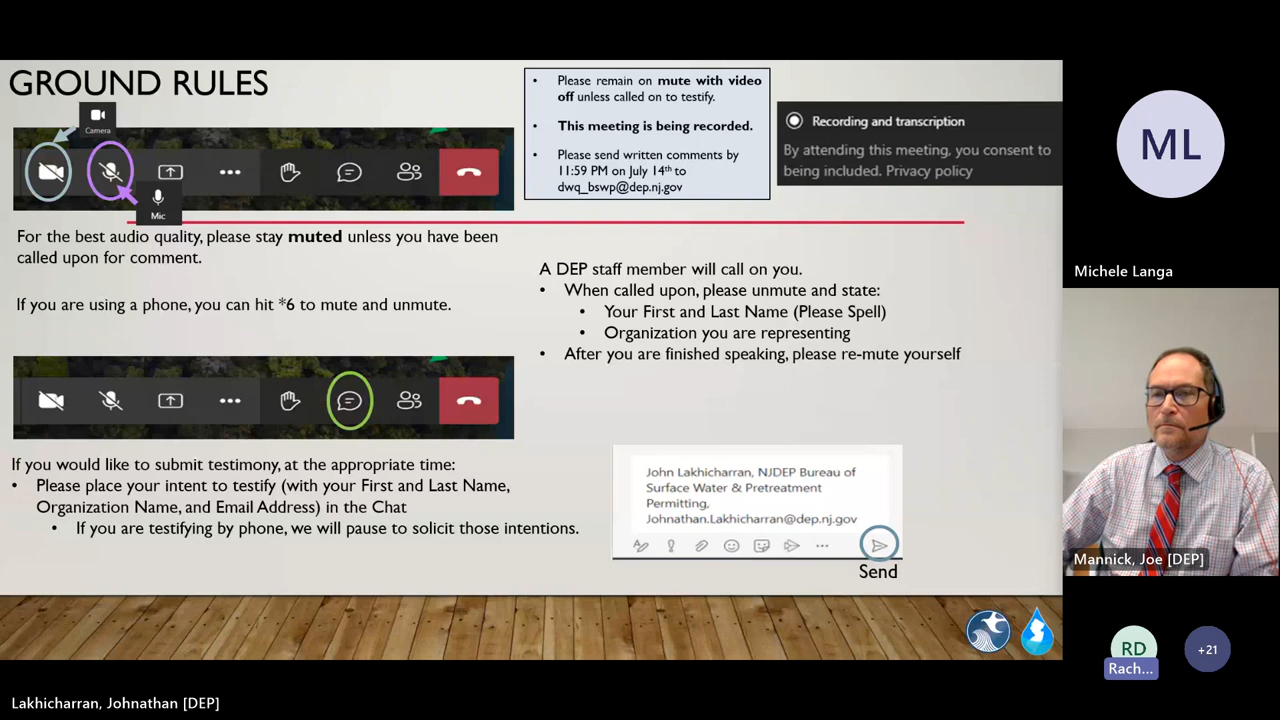 GROUND RULES
Camera
Mic
• Please remain on mute with video
off unless called on to testify.
• This meeting is being recorded.
• Please send written comments by
11:59 PM on July 14th to
dwq_bswp@dep.nj.gov
Recording and transcription
By attending this meeting, you consent to
being included. Privacy policy
For the best audio quality, please stay muted unless you have been
called upon for comment.
If you are using a phone, you can hit *6 to mute and unmute.
A DEP staff member will call on you.
• When called upon, please unmute and state:
• Your First and Last Name (Please Spell)
• Organization you are representing
• After you are finished speaking, please re-mute yourself
If you would like to submit testimony, at the appropriate time:
• Please place your intent to testify (with your First and Last Name,
Organization Name, and Email Address) in the Chat
• If you are testifying by phone, we will pause to solicit those intentions.
John Lakhicharran, NJDEP Bureau of
Surface Water & Pretreatment
Permitting,
Johnathan.Lakhicharran@dep.nj.gov
Send
ML
Michele Langa
Mannick, Joe [DEP]
RD
Rach...
+21
Lakhicharran, Johnathan [DEP]